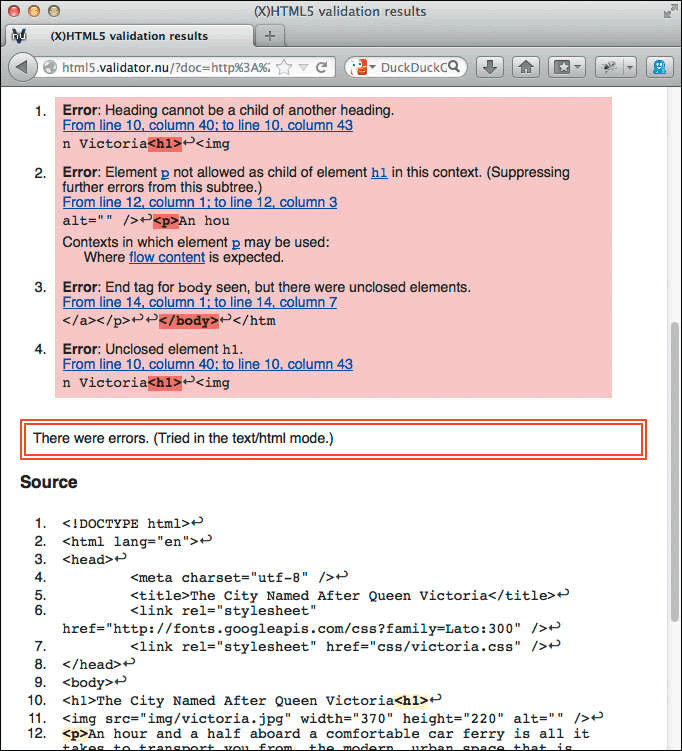 (X)HTML5 validation results
nu (X)HTML5 validation results +
html5.validator.nu/?doc=http%3A%2 DuckDuckG
1. Error: Heading cannot be a child of another heading.
From line 10, column 40; to line 10, column 43
n Victoria<h1>↩<img
2. Error: Element p not allowed as child of element h1 in this context. (Suppressing
further errors from this subtree.)
From line 12, column 1; to line 12, column 3
alt="" />↩<p>An hou
Contexts in which element p may be used:
Where flow content is expected.
3. Error: End tag for body seen, but there were unclosed elements.
From line 14, column 1; to line 14, column 7
</a></p>↩↩</body>↩</htm
4. Error: Unclosed element h1.
From line 10, column 40; to line 10, column 43
n Victoria<h1>↩<img
There were errors. (Tried in the text/html mode.)
Source
1. <!DOCTYPE html>↩
2. <html lang="en">↩
3. <head>↩
4. <meta charset="utf-8" />↩
5. <title>The City Named After Queen Victoria</title>↩
6. <link rel="stylesheet"
href="http://fonts.googleapis.com/css?family=Lato:300" />↩
7. <link rel="stylesheet" href="css/victoria.css" />↩
8. </head>↩
9. <body>↩
10. <h1>The City Named After Queen Victoria<h1>↩
11. <img src="img/victoria.jpg" width="370" height="220" alt="" />↩
12. <p>An hour and a half aboard a comfortable car ferry is all it
takes to transport you from the modern, urban space that is